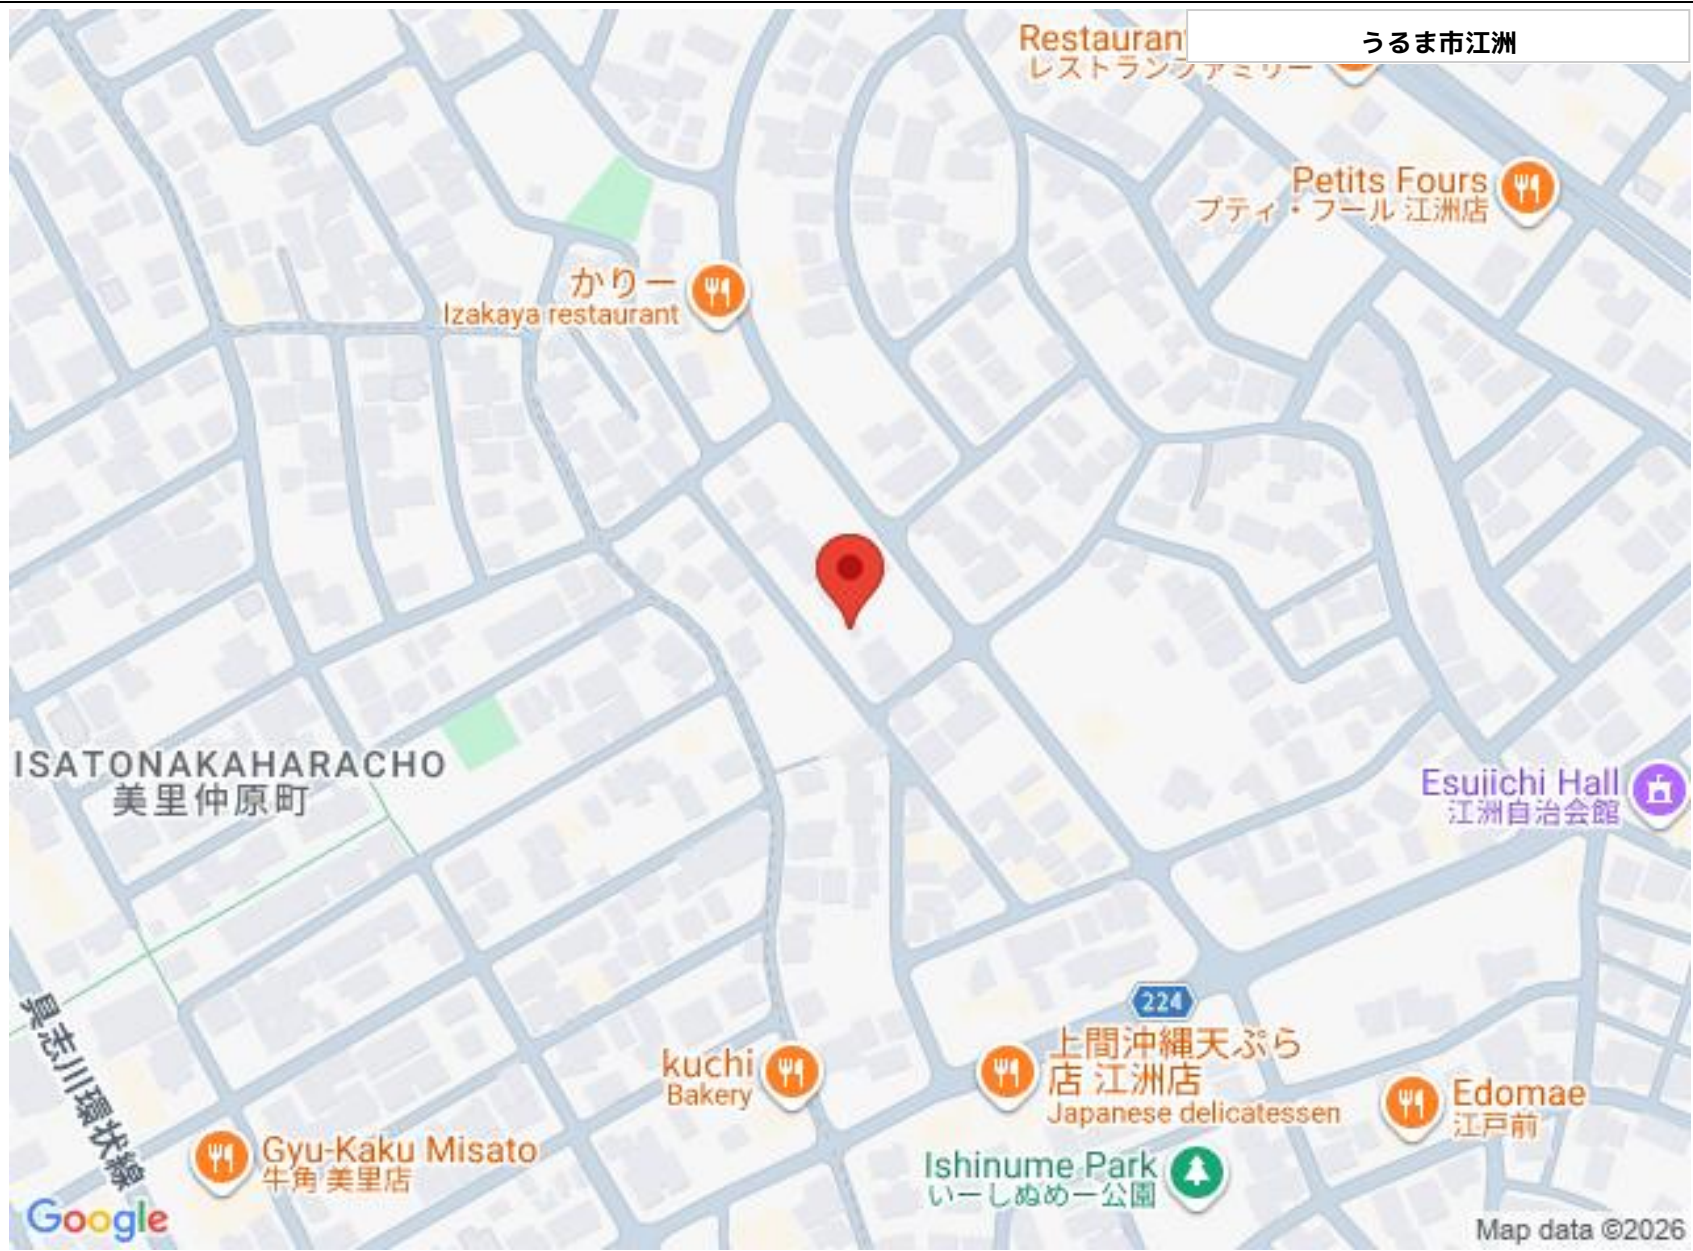 うるま市江洲
Restaurant
レストランファミリー
Petits Fours
プティ・フール 江洲店
かりー
Izakaya restaurant
ISATONAKAHARACHO
美里仲原町
Esuiichi Hall
江洲自治会館
具志川環状線
224
上間沖縄天ぷら
店 江洲店
Japanese delicatessen
kuchi
Bakery
Edomae
江戸前
Gyu-Kaku Misato
牛角 美里店
Ishinume Park
いーしぬめー公園
Google
Map data ©2026